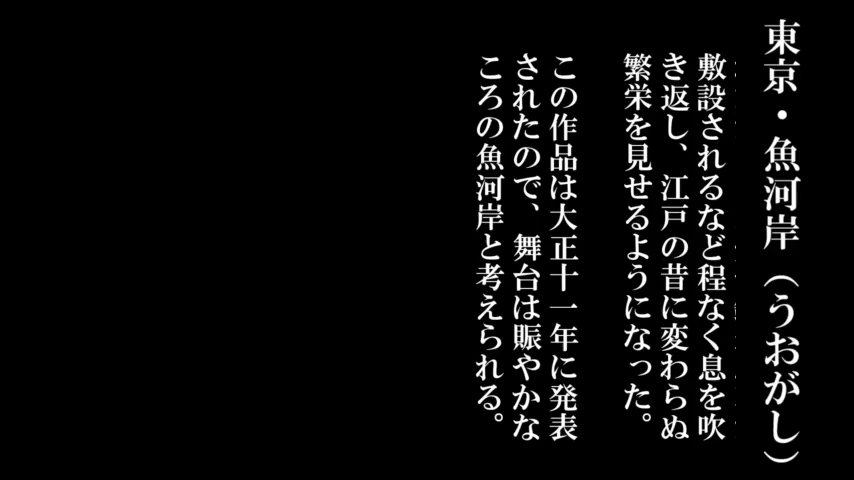 東京・魚河岸（うおがし）
敷設されるなど程なく息を吹
き返し、江戸の昔に変わらぬ
繁栄を見せるようになった。
この作品は大正十一年に発表
されたので、舞台は賑やかな
ころの魚河岸と考えられる。